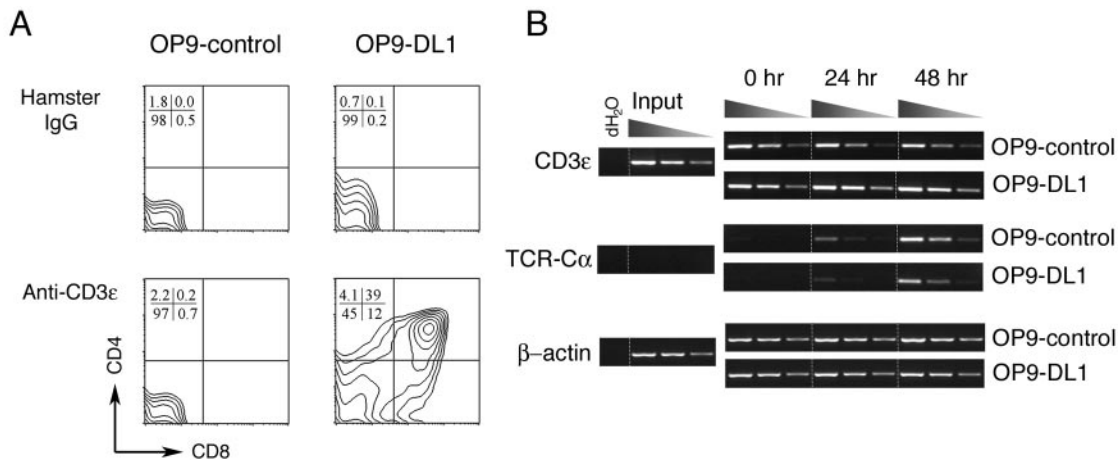 A
OP9-control
OP9-DL1
Hamster
IgG
1.8 0.0
98 0.5
0.7 0.1
99 0.2
Anti-CD3ε
2.2 0.2
97 0.7
4.1 39
45 12
CD4
CD8
B
0 hr
24 hr
48 hr
dH₂O
Input
CD3ε
OP9-control
OP9-DL1
TCR-Cα
OP9-control
OP9-DL1
β–actin
OP9-control
OP9-DL1